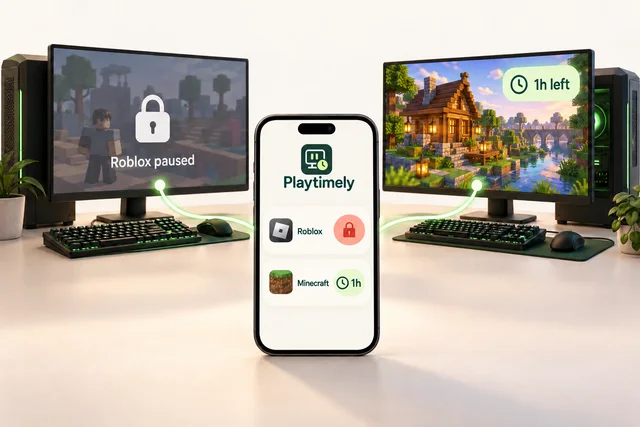 Roblox paused
1h left
Playtimely
Roblox
Minecraft
1h